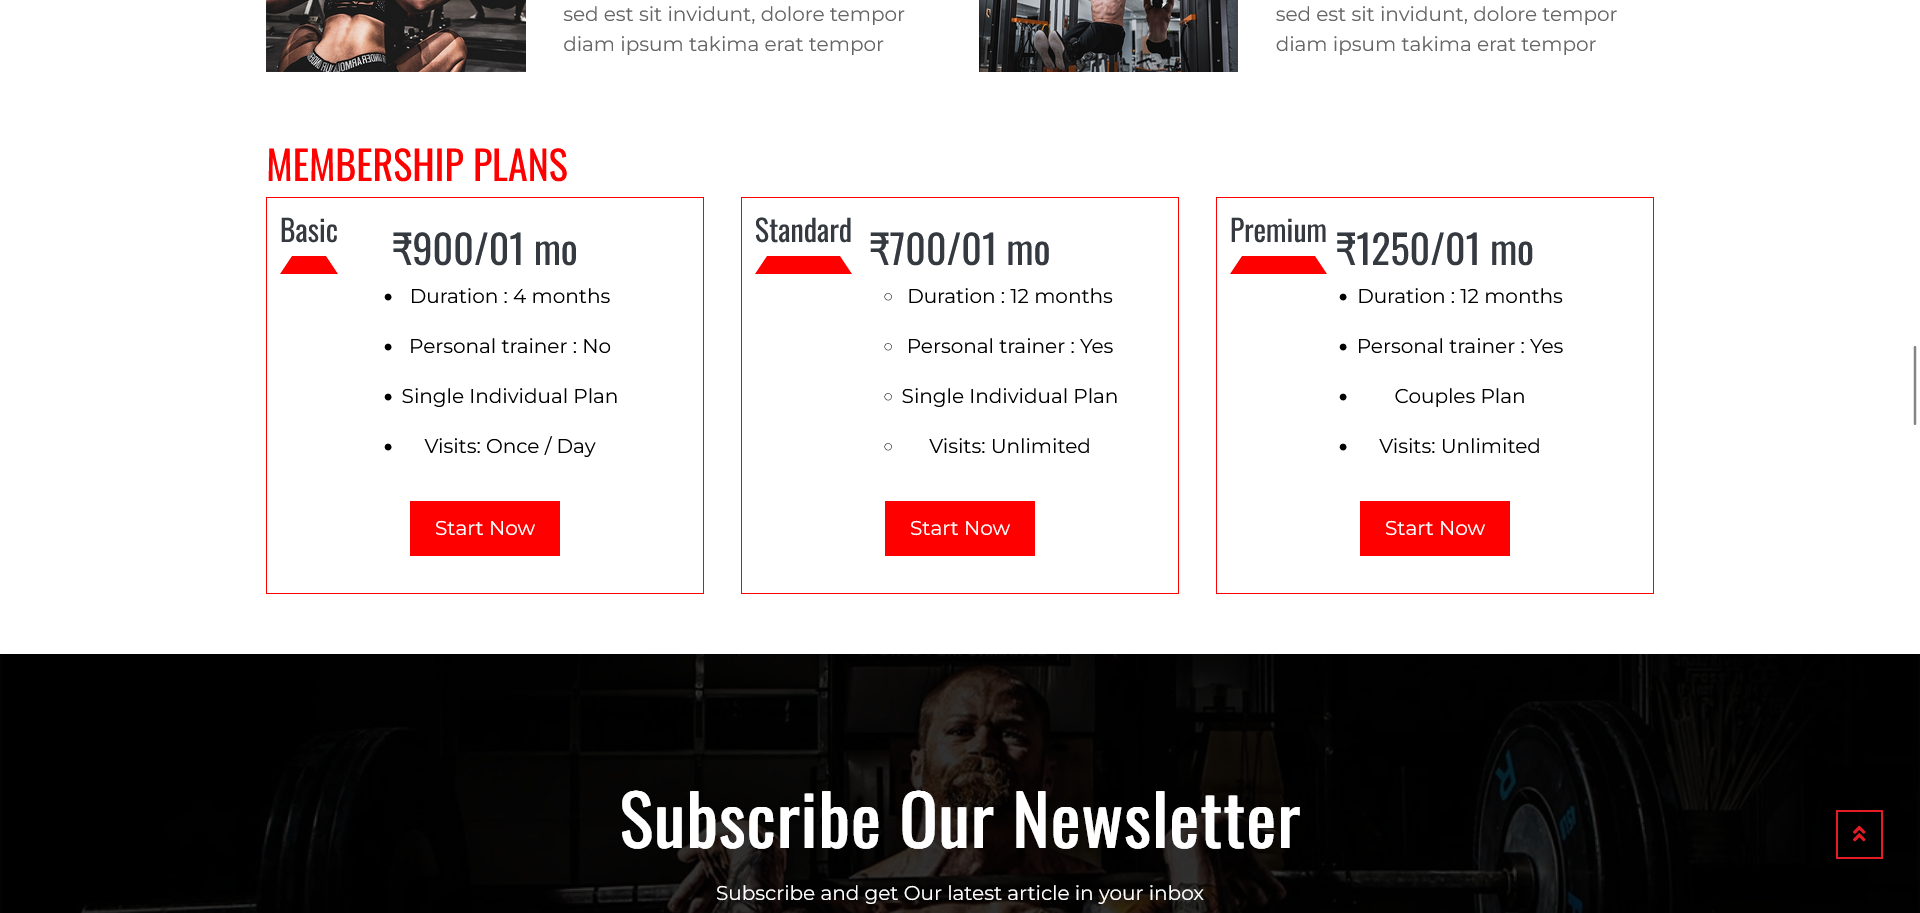 sed est sit invidunt, dolore tempor
diam ipsum takima erat tempor
sed est sit invidunt, dolore tempor
diam ipsum takima erat tempor
MEMBERSHIP PLANS
Basic
₹900/01 mo
Duration : 4 months
Personal trainer : No
Single Individual Plan
Visits: Once / Day
Start Now
Standard
₹700/01 mo
Duration : 12 months
Personal trainer : Yes
Single Individual Plan
Visits: Unlimited
Start Now
Premium
₹1250/01 mo
Duration : 12 months
Personal trainer : Yes
Couples Plan
Visits: Unlimited
Start Now
Subscribe Our Newsletter
Subscribe and get Our latest article in your inbox